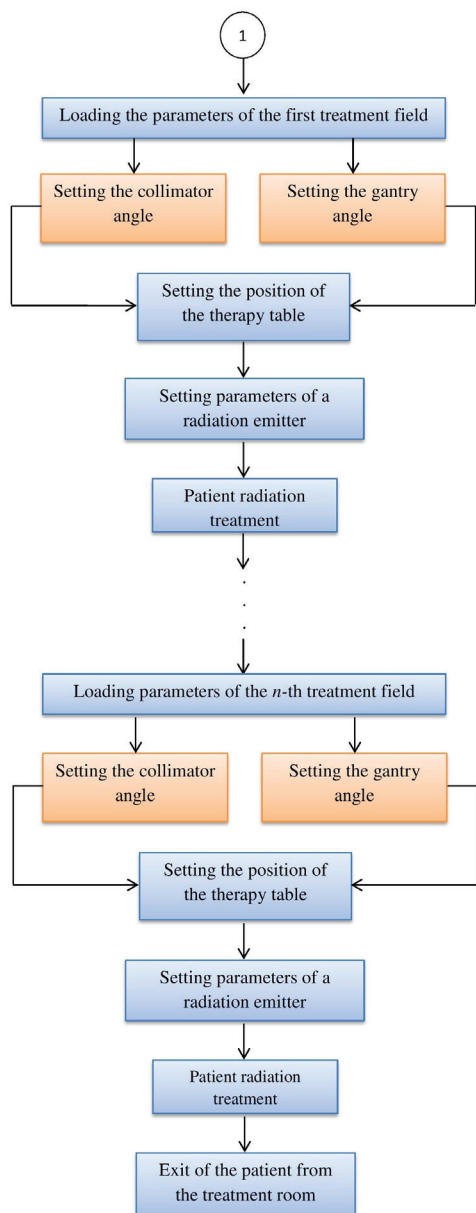 1
Loading the parameters of the first treatment field
Setting the collimator
angle
Setting the gantry
angle
Setting the position of
the therapy table
Setting parameters of a
radiation emitter
Patient radiation
treatment
.
.
.
Loading parameters of the n-th treatment field
Setting the collimator
angle
Setting the gantry
angle
Setting the position of
the therapy table
Setting parameters of a
radiation emitter
Patient radiation
treatment
Exit of the patient from
the treatment room